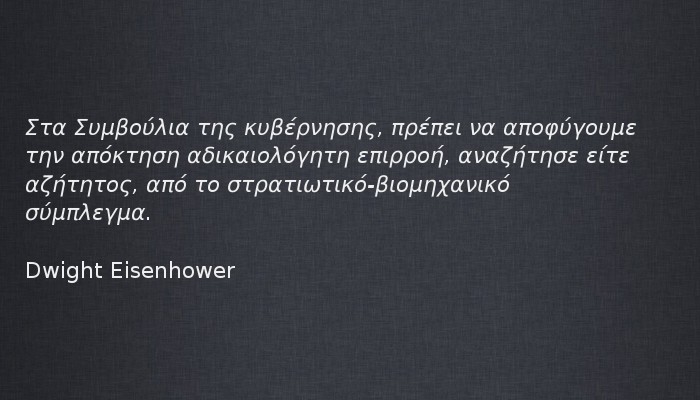 Στα Συμβούλια της κυβέρνησης, πρέπει να αποφύγουμε
την απόκτηση αδικαιολόγητη επιρροή, αναζήτησε είτε
αζήτητος, από το στρατιωτικό-βιομηχανικό
σύμπλεγμα.
Dwight Eisenhower